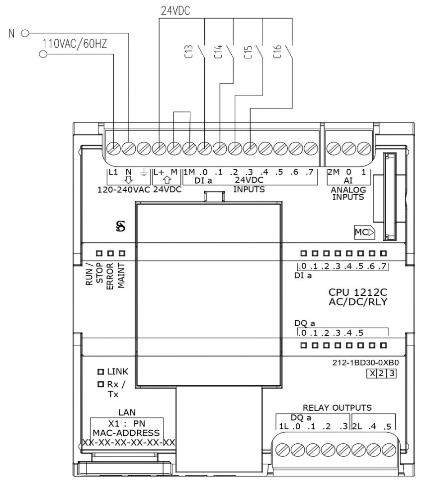 24VDC
N
110VAC/60HZ
C13
C14
C15
C16
L1 N L+ M 1M .0 .1 .2 .3 .4 .5 .6 .7 2M 0 1
DI a 24VDC AI
120-240VAC 24VDC INPUTS ANALOG
INPUTS
MC
RUN / STOP
ERROR
MAINT
.0 .1 .2 .3 .4 .5 .6 .7
DI a
CPU 1212C
AC/DC/RLY
DQ a
.0 .1 .2 .3 .4 .5
212-1BD30-0XB0
X 2 3
LINK
Rx /
Tx
LAN
X1 : PN
MAC-ADDRESS
XX-XX-XX-XX-XX-XX
RELAY OUTPUTS
DQ a
1L .0 .1 .2 .3 2L .4 .5